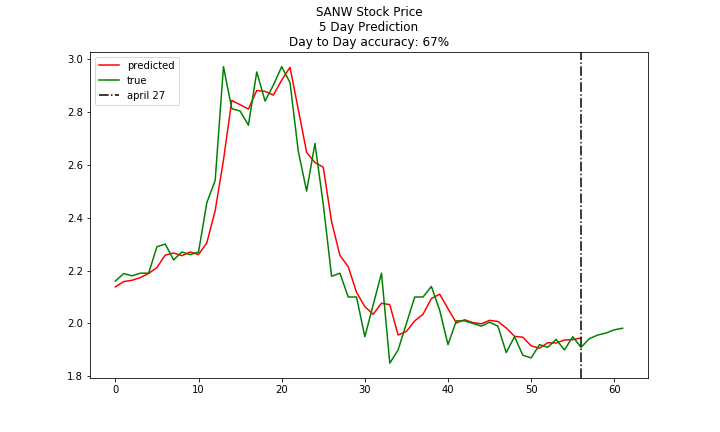 SANW Stock Price
5 Day Prediction
Day to Day accuracy: 67%
predicted
true
april 27
3.0
2.8
2.6
2.4
2.2
2.0
1.8
0
10
20
30
40
50
60